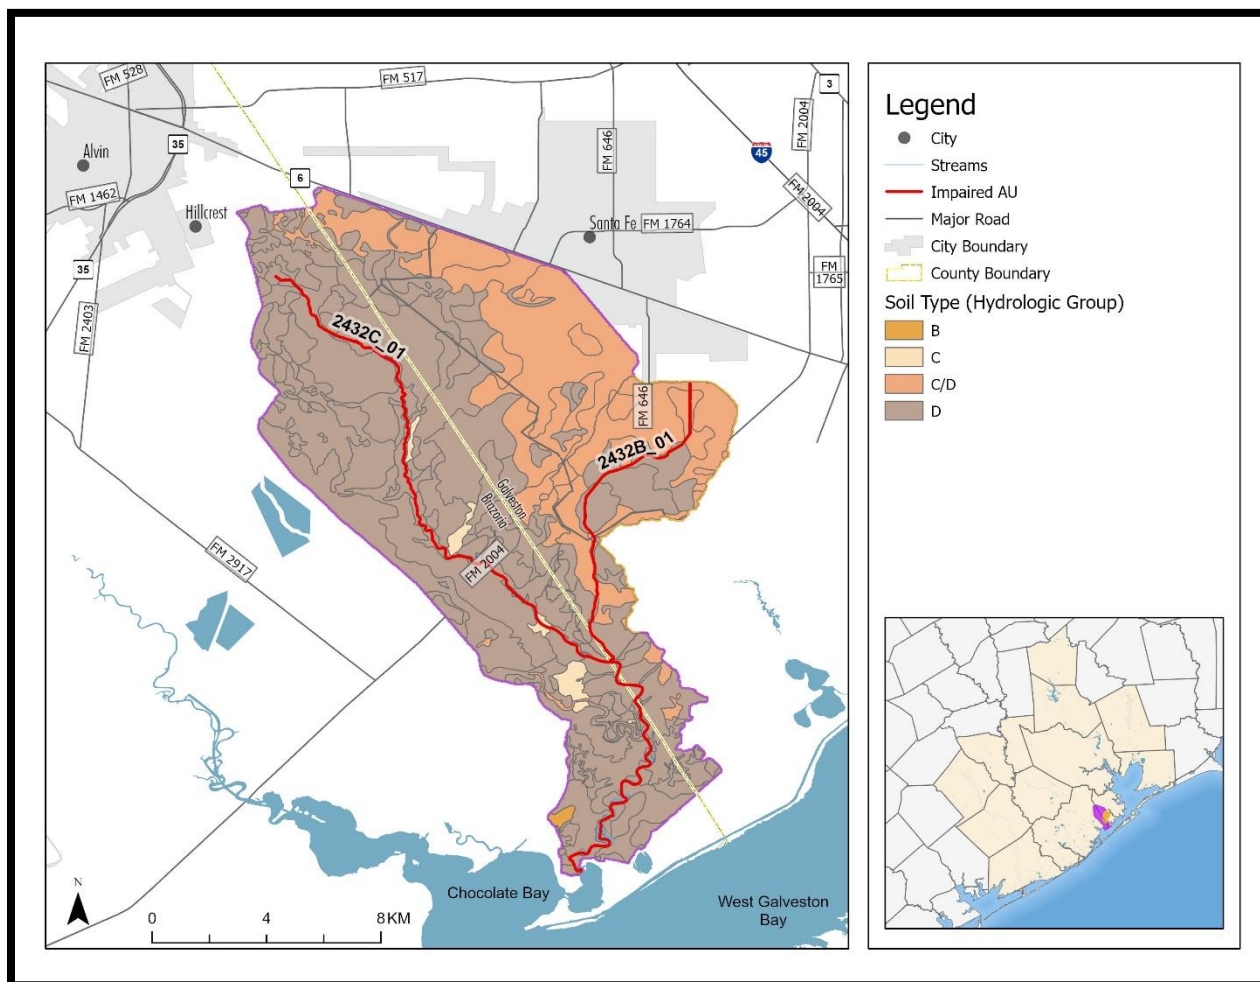 FM 528
FM 517
3
Alvin
35
FM 646
FM 2004
45
6
FM 1462
Hillcrest
FM 2004
Santa Fe
FM 1764
35
FM
1765
FM 2403
2432C_01
FM 646
2432B_01
Galveston
Brazoria
FM 2004
FM 2917
N
0
4
8 KM
Chocolate Bay
West Galveston
Bay
Legend
City
Streams
Impaired AU
Major Road
City Boundary
County Boundary
Soil Type (Hydrologic Group)
B
C
C/D
D